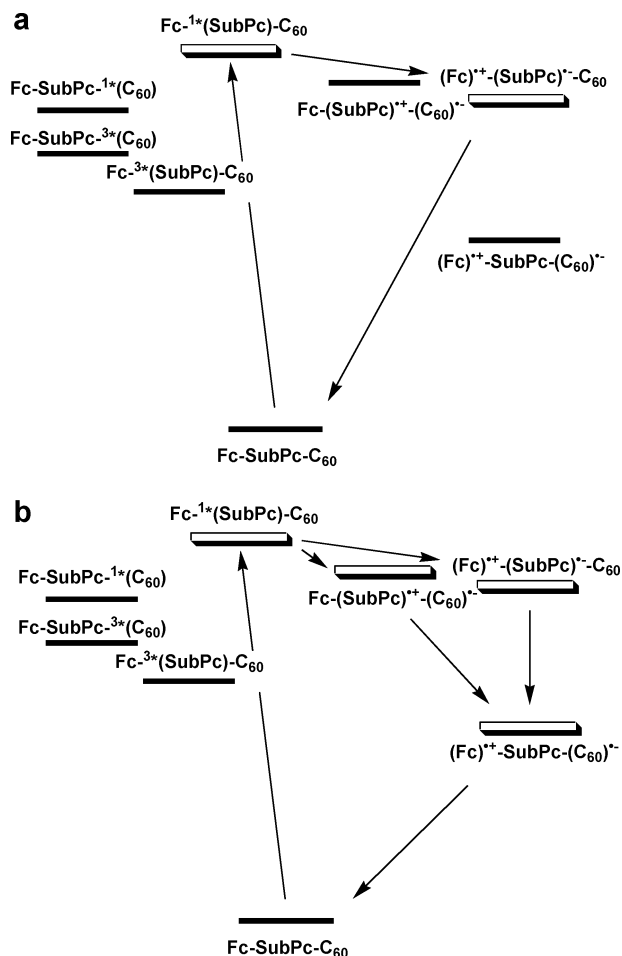 a
Fc-¹*(SubPc)-C₆₀
(Fc)•⁺-(SubPc)•⁻-C₆₀
Fc-SubPc-¹*(C₆₀)
Fc-(SubPc)•⁺-(C₆₀)•⁻
Fc-SubPc-³*(C₆₀)
Fc-³*(SubPc)-C₆₀
(Fc)•⁺-SubPc-(C₆₀)•⁻
Fc-SubPc-C₆₀
b
Fc-¹*(SubPc)-C₆₀
(Fc)•⁺-(SubPc)•⁻-C₆₀
Fc-SubPc-¹*(C₆₀)
Fc-(SubPc)•⁺-(C₆₀)•⁻
Fc-SubPc-³*(C₆₀)
Fc-³*(SubPc)-C₆₀
(Fc)•⁺-SubPc-(C₆₀)•⁻
Fc-SubPc-C₆₀